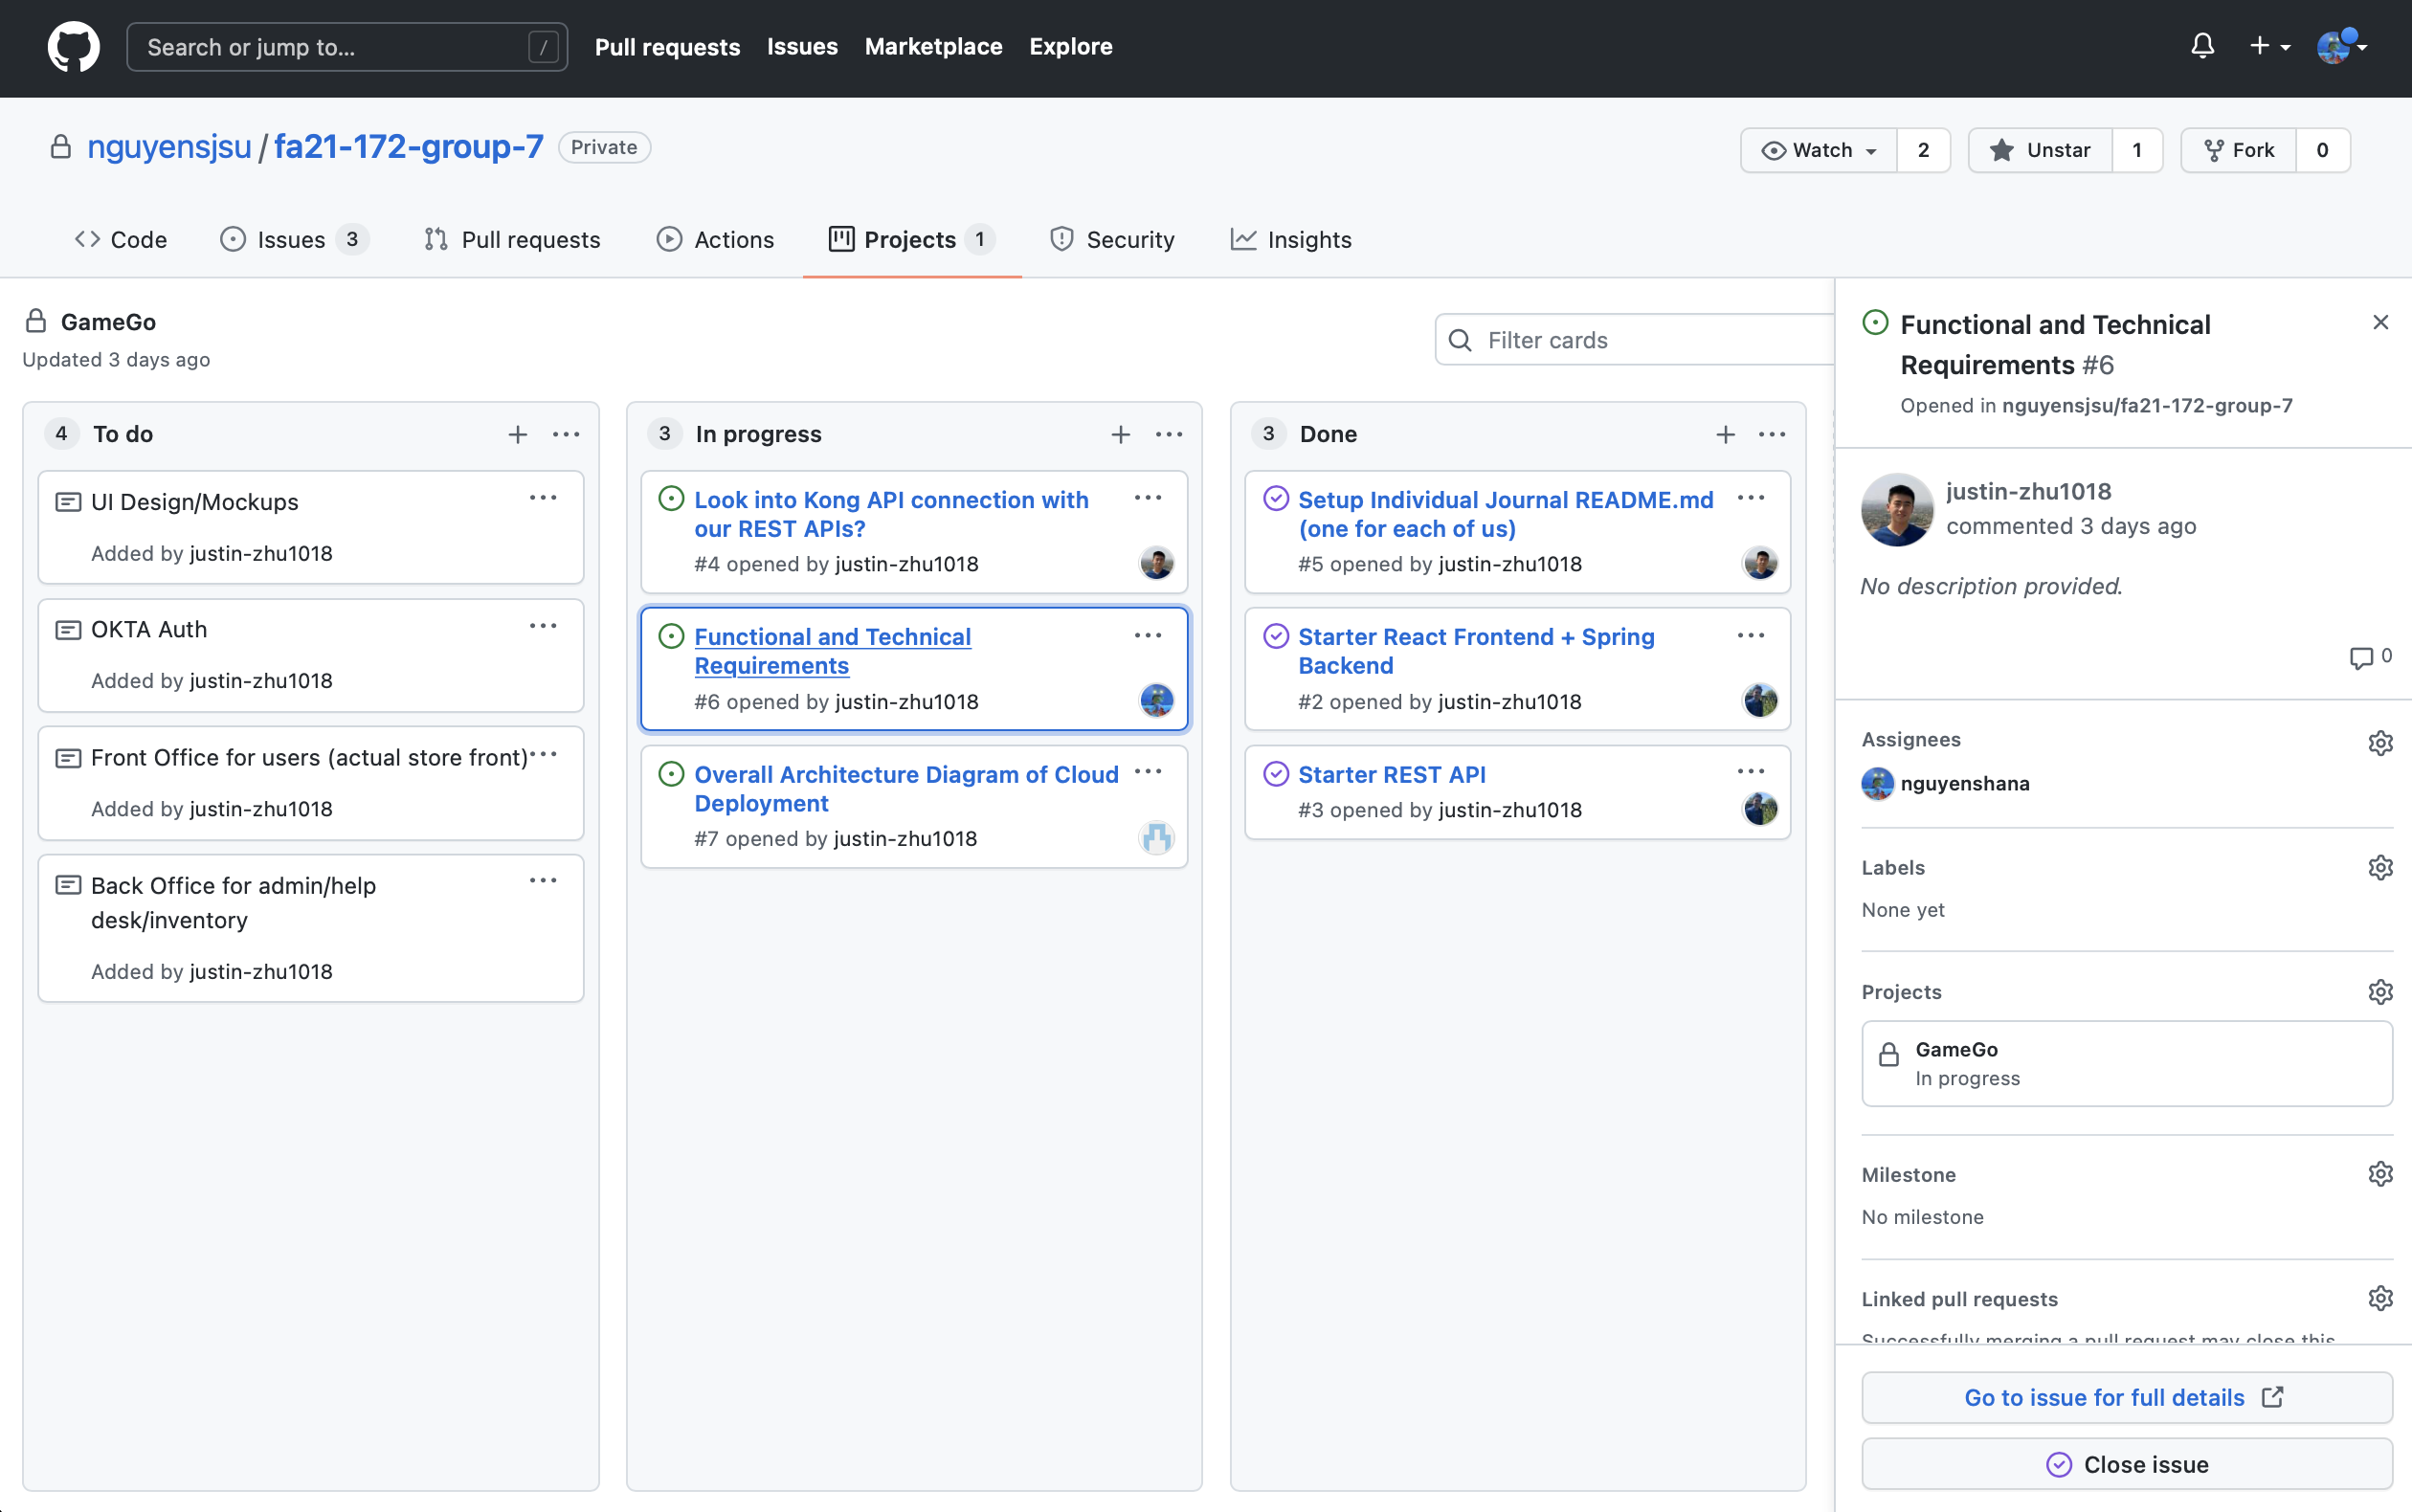 Search or jump to...
/
Pull requests
Issues
Marketplace
Explore
nguyensjsu / fa21-172-group-7
Private
Watch
2
Unstar
1
Fork
0
Code
Issues 3
Pull requests
Actions
Projects 1
Security
Insights
GameGo
Updated 3 days ago
Filter cards
4 To do
UI Design/Mockups
Added by justin-zhu1018
OKTA Auth
Added by justin-zhu1018
Front Office for users (actual store front)
Added by justin-zhu1018
Back Office for admin/help
desk/inventory
Added by justin-zhu1018
3 In progress
Look into Kong API connection with
our REST APIs?
#4 opened by justin-zhu1018
Functional and Technical
Requirements
#6 opened by justin-zhu1018
Overall Architecture Diagram of Cloud
Deployment
#7 opened by justin-zhu1018
3 Done
Setup Individual Journal README.md
(one for each of us)
#5 opened by justin-zhu1018
Starter React Frontend + Spring
Backend
#2 opened by justin-zhu1018
Starter REST API
#3 opened by justin-zhu1018
Functional and Technical
Requirements #6
Opened in nguyensjsu/fa21-172-group-7
justin-zhu1018
commented 3 days ago
No description provided.
0
Assignees
nguyenshana
Labels
None yet
Projects
GameGo
In progress
Milestone
No milestone
Linked pull requests
Successfully merging a pull request may close this
Go to issue for full details
Close issue